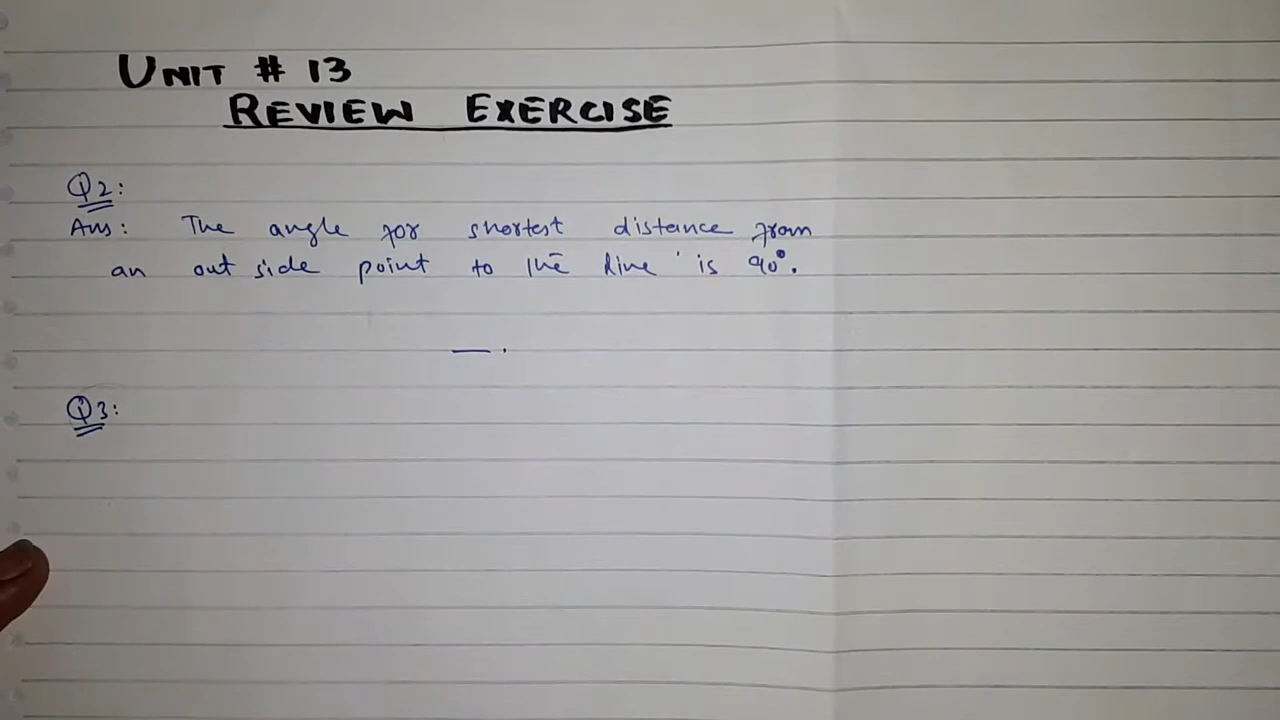 UNIT # 13
REVIEW EXERCISE
Q2:
Ans: The angle for shortest distance from
an out side point to the line is 90°.
Q3: